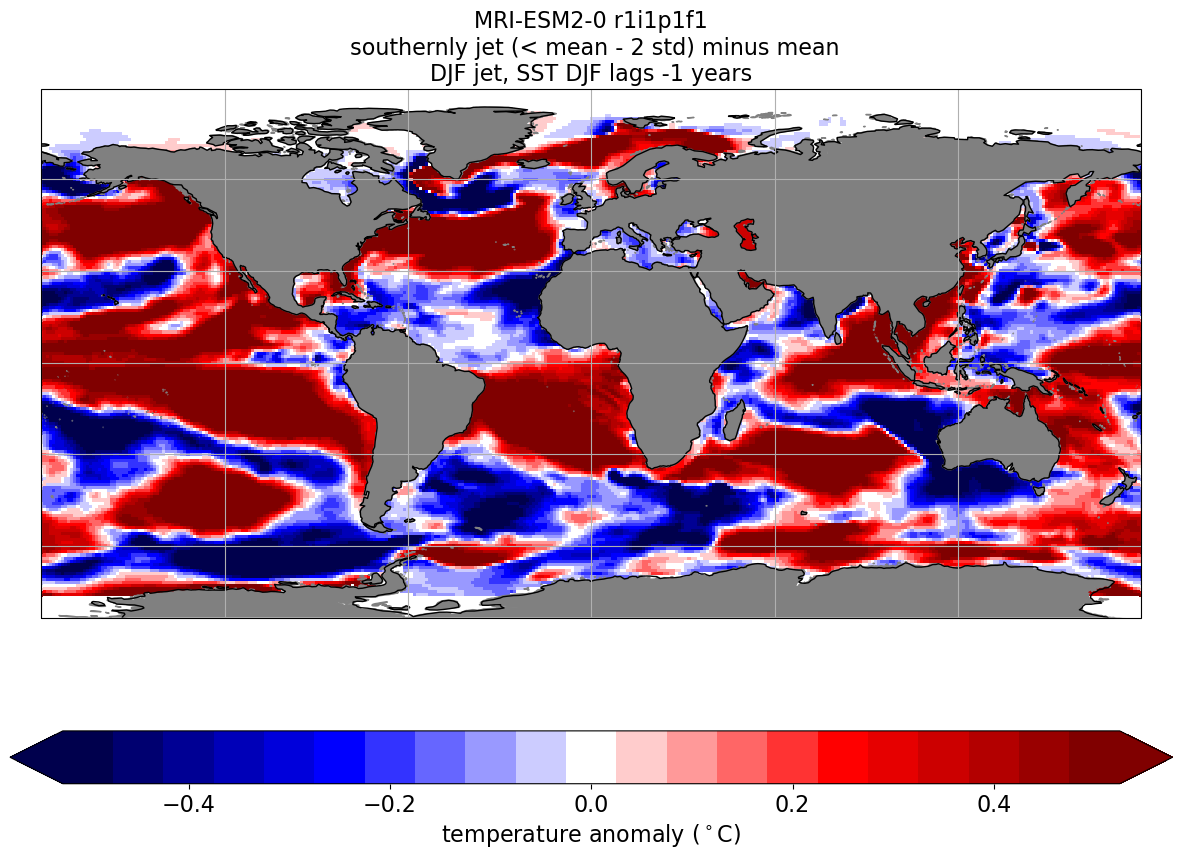 MRI-ESM2-0 r1i1p1f1
southernly jet (< mean - 2 std) minus mean
DJF jet, SST DJF lags -1 years
−0.4 −0.2 0.0 0.2 0.4
temperature anomaly (°C)